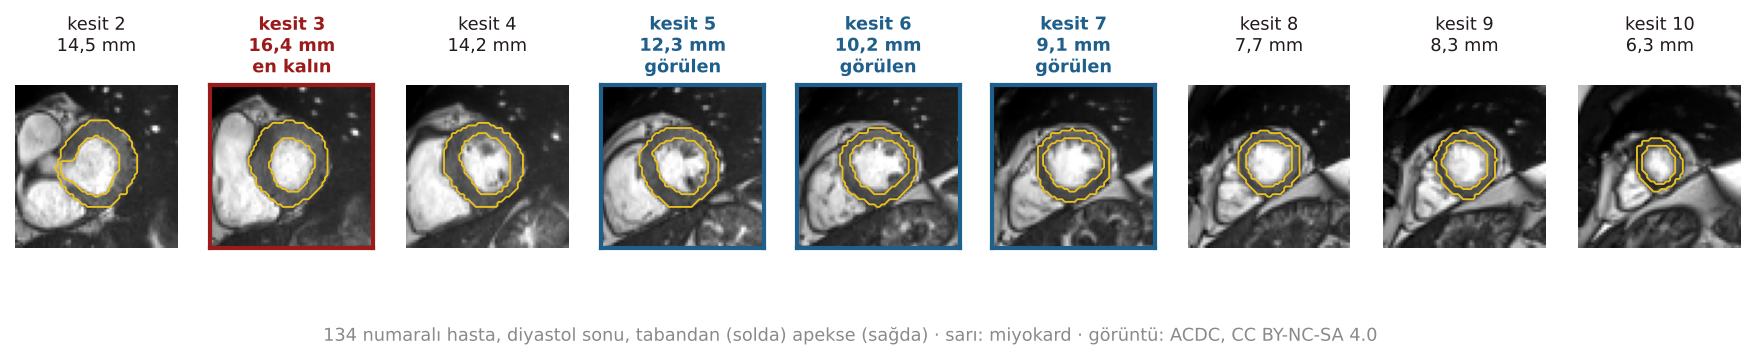 kesit 2
14,5 mm
kesit 3
16,4 mm
en kalın
kesit 4
14,2 mm
kesit 5
12,3 mm
görülen
kesit 6
10,2 mm
görülen
kesit 7
9,1 mm
görülen
kesit 8
7,7 mm
kesit 9
8,3 mm
kesit 10
6,3 mm
134 numaralı hasta, diyastol sonu, tabandan (solda) apekse (sağda) · sarı: miyokard · görüntü: ACDC, CC BY-NC-SA 4.0